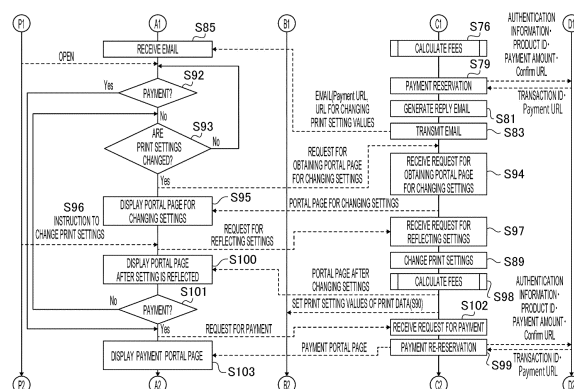 P1
A1
B1
C1
D1
S85
RECEIVE EMAIL
OPEN
Yes
S92
PAYMENT?
No
S93
ARE
PRINT SETTINGS
CHANGED?
No
Yes
S76
CALCULATE FEES
S79
PAYMENT RESERVATION
GENERATE REPLY EMAIL
S81
TRANSMIT EMAIL
S83
AUTHENTICATION
INFORMATION・
PRODUCT ID・
PAYMENT AMOUNT・
Confirm URL
TRANSACTION ID・
Payment URL
EMAIL(Payment URL,
URL FOR CHANGING
PRINT SETTING VALUES
REQUEST FOR
OBTAINING PORTAL PAGE
FOR CHANGING SETTINGS
RECEIVE REQUEST FOR
OBTAINING PORTAL PAGE
FOR CHANGING SETTINGS
S94
S95
DISPLAY PORTAL PAGE FOR
CHANGING SETTINGS
PORTAL PAGE FOR CHANGING SETTINGS
S96
INSTRUCTION TO
CHANGE PRINT SETTINGS
REQUEST FOR
REFLECTING SETTINGS
RECEIVE REQUEST FOR
REFLECTING SETTINGS
S97
S100
DISPLAY PORTAL PAGE
AFTER SETTING IS REFLECTED
CHANGE PRINT SETTINGS
S89
PORTAL PAGE AFTER
CHANGING SETTINGS
CALCULATE FEES
S98
No
S101
PAYMENT?
Yes
SET PRINT SETTING VALUES OF PRINT DATA(S90)
S102
REQUEST FOR PAYMENT
RECEIVE REQUEST FOR PAYMENT
AUTHENTICATION
INFORMATION・
PRODUCT ID・
PAYMENT AMOUNT・
Confirm URL
PAYMENT PORTAL PAGE
PAYMENT RE-RESERVATION
S99
TRANSACTION ID・
Payment URL
DISPLAY PAYMENT PORTAL PAGE
S103
P2
A2
B2
C2
D2